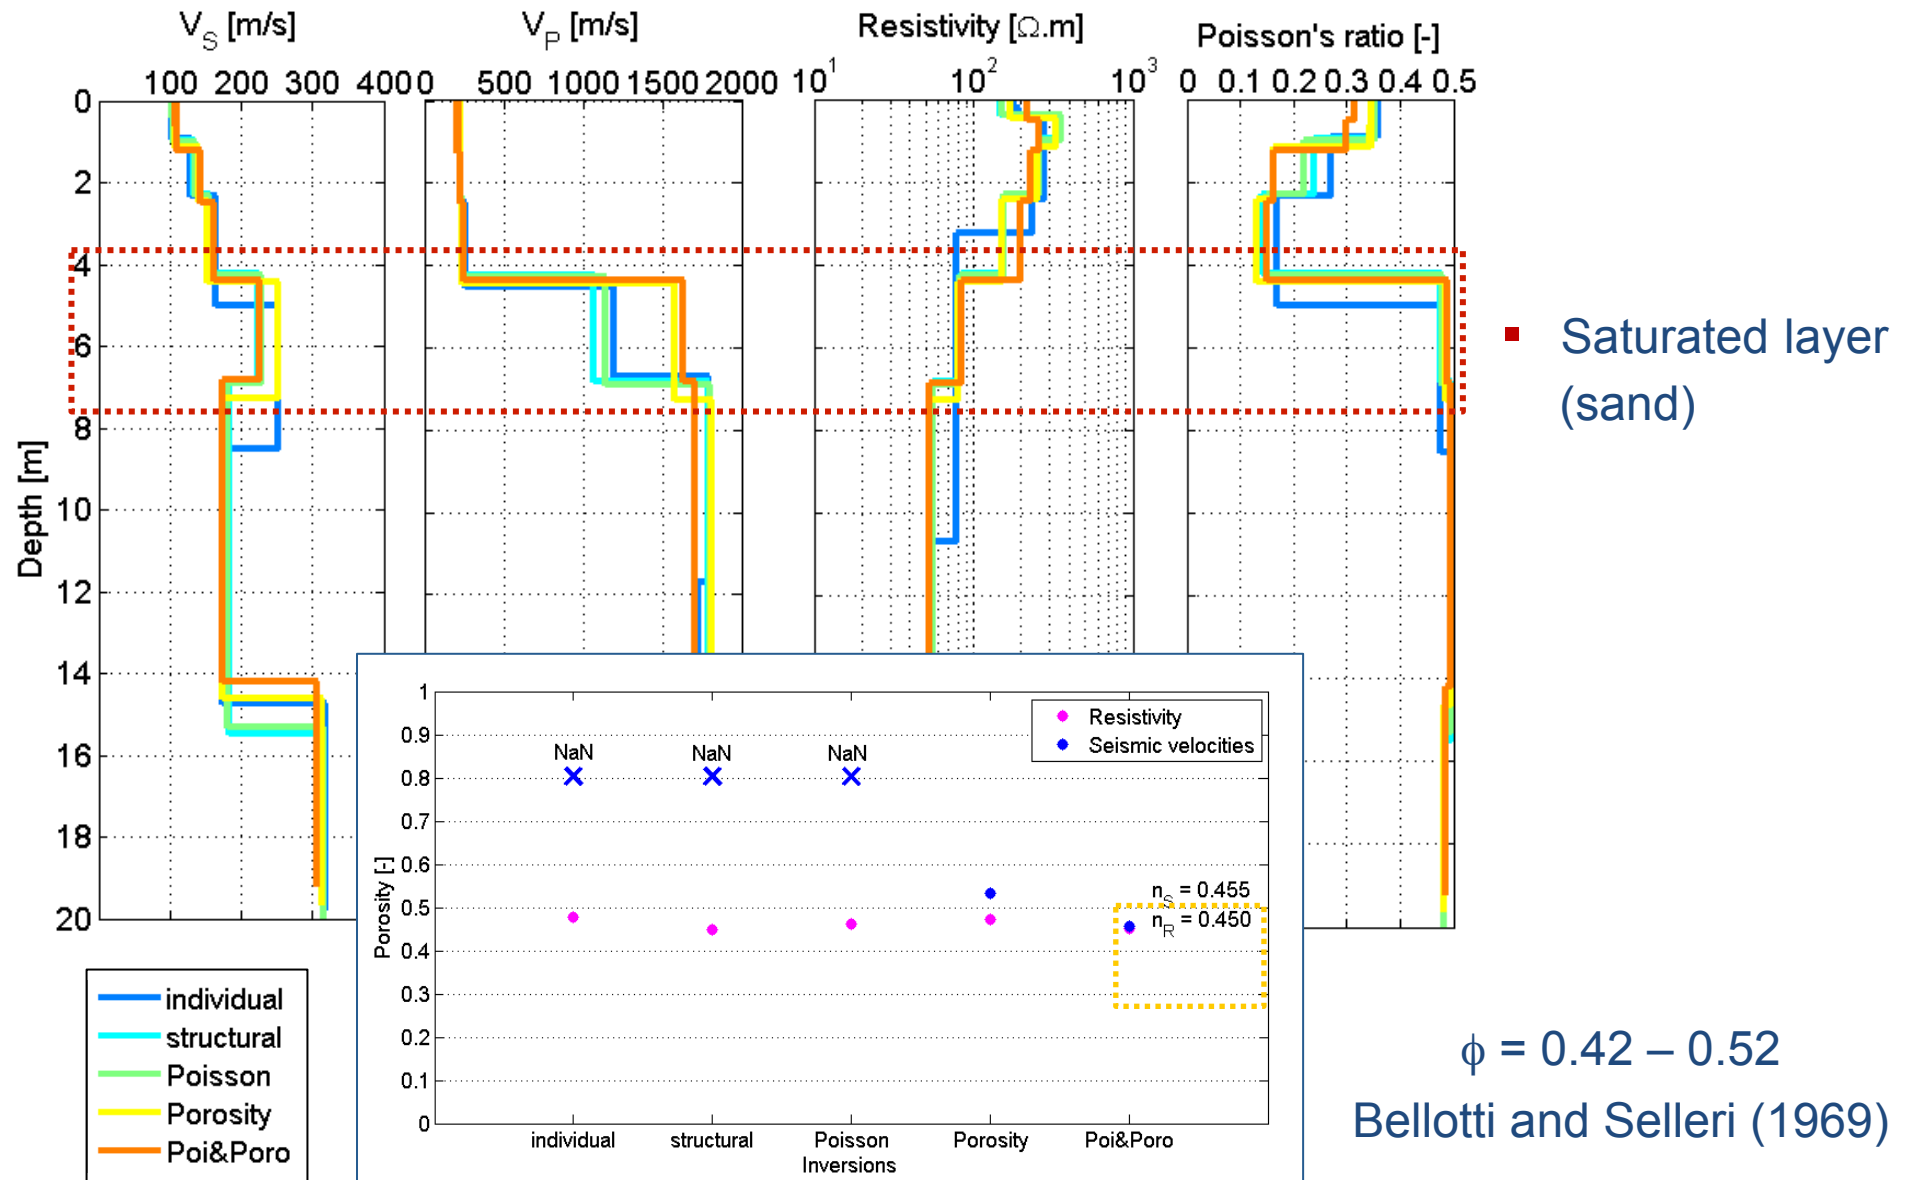 V_S [m/s]
V_P [m/s]
Resistivity [Ω.m]
Poisson's ratio [-]
100 200 300 400
0 500 1000 1500 2000
10^1 10^2 10^3
0 0.1 0.2 0.3 0.4 0.5
Depth [m]
0
2
4
6
8
10
12
14
16
18
20
▪ Saturated layer
(sand)
individual
structural
Poisson
Porosity
Poi&Poro
Porosity [-]
1
0.9
0.8
0.7
0.6
0.5
0.4
0.3
0.2
0.1
0
NaN NaN NaN
Resistivity
Seismic velocities
n_S = 0.455
n_R = 0.450
individual structural Poisson Porosity Poi&Poro
Inversions
ϕ = 0.42 – 0.52
Bellotti and Selleri (1969)